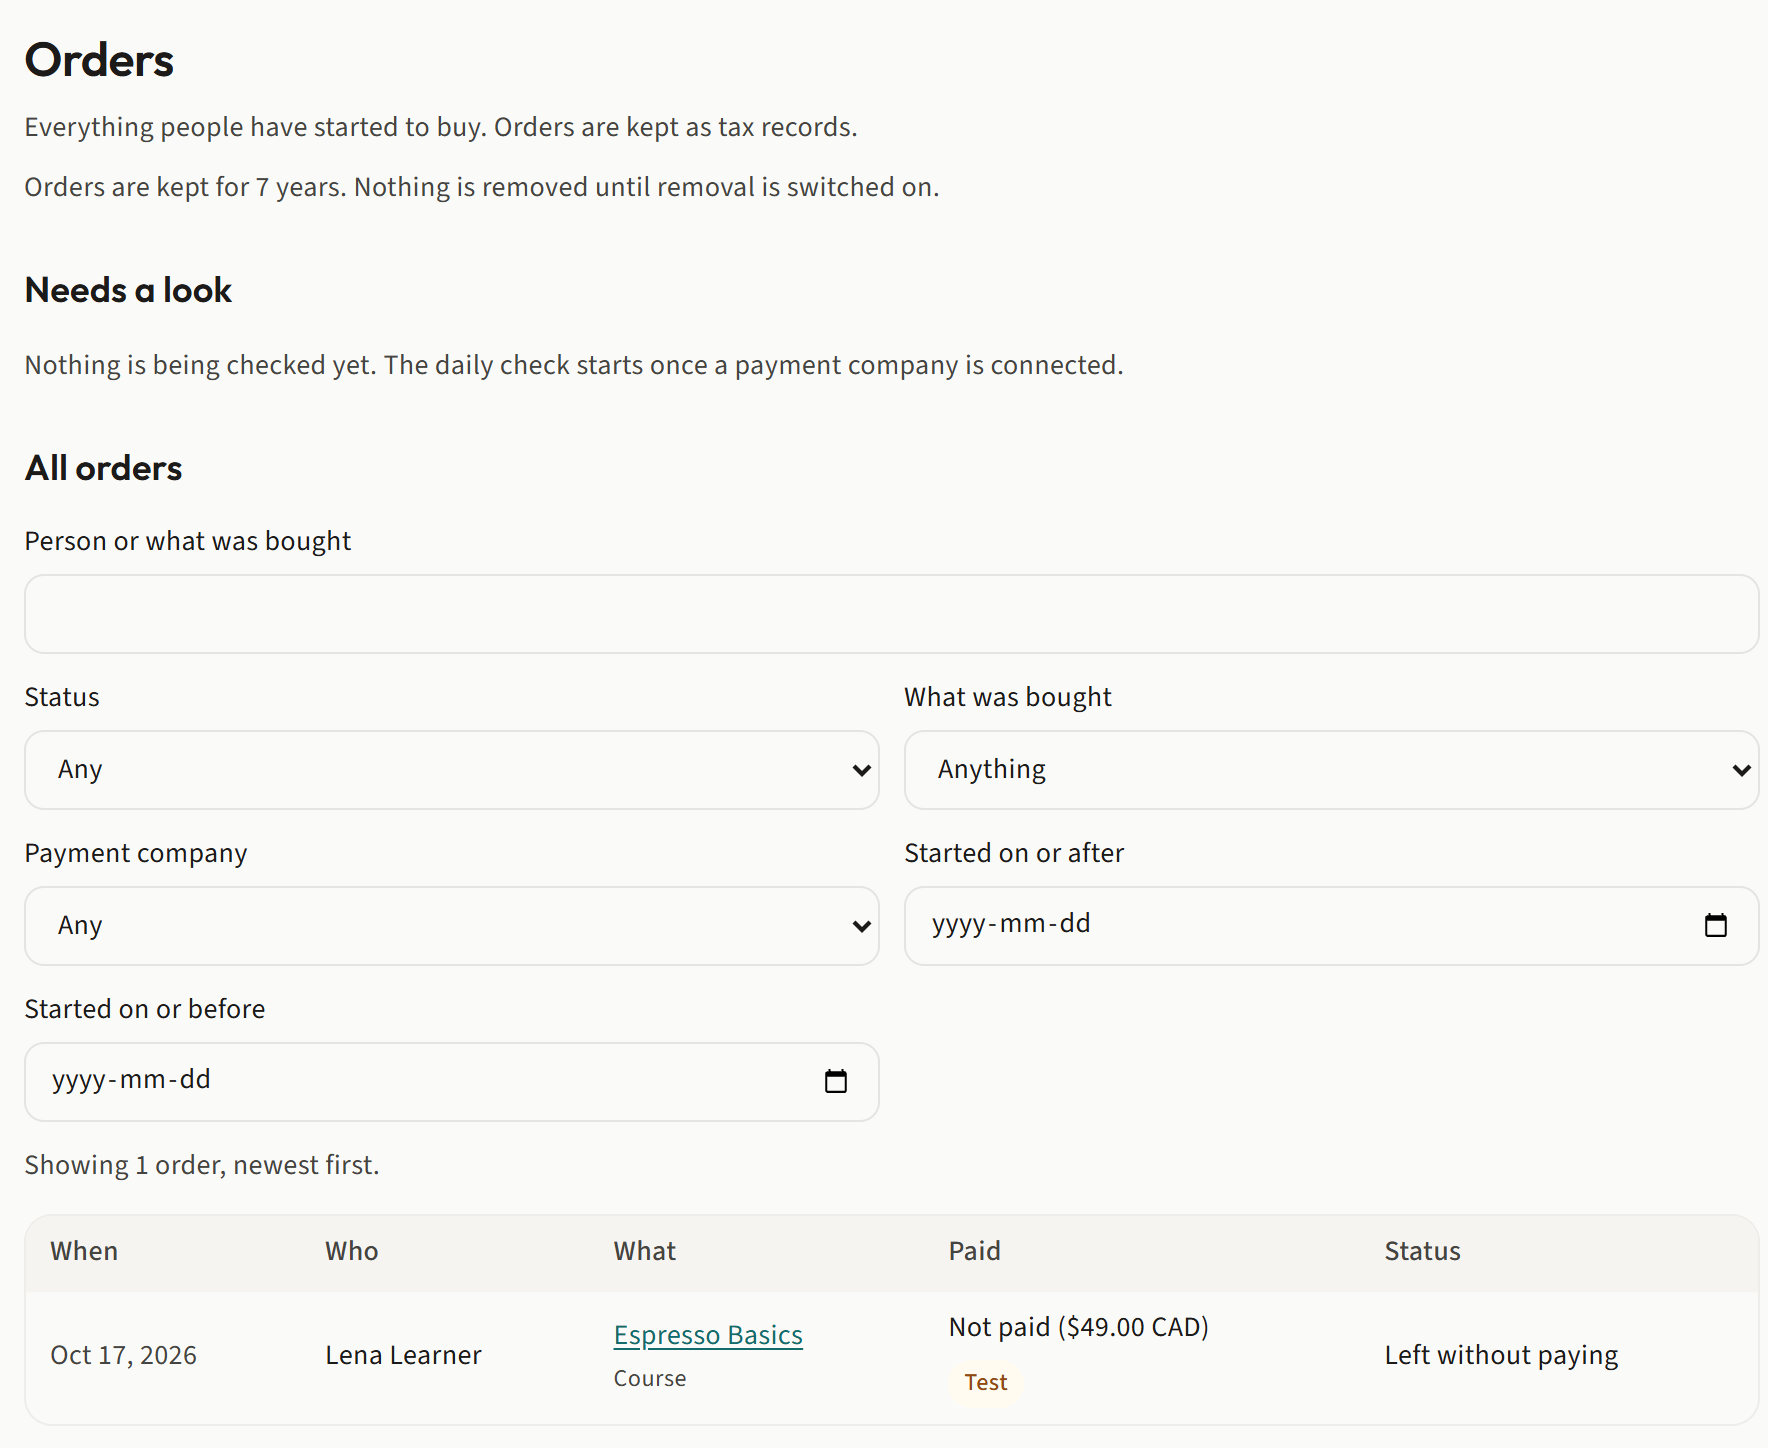 Orders
Everything people have started to buy. Orders are kept as tax records.
Orders are kept for 7 years. Nothing is removed until removal is switched on.
Needs a look
Nothing is being checked yet. The daily check starts once a payment company is connected.
All orders
Person or what was bought
Status
What was bought
Any
Anything
Payment company
Started on or after
Any
yyyy-mm-dd
Started on or before
yyyy-mm-dd
Showing 1 order, newest first.
When Who What Paid Status
Oct 17, 2026 Lena Learner Espresso Basics Not paid ($49.00 CAD) Left without paying
Course Test